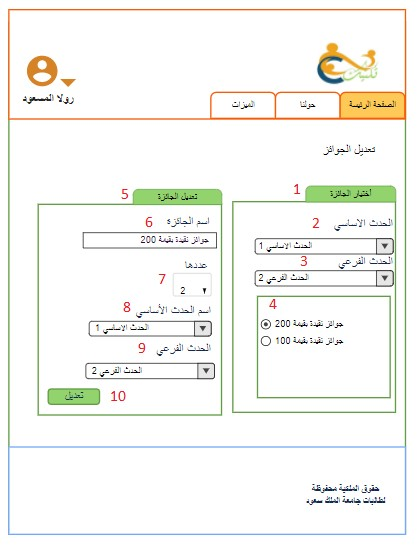 تمكين
رولا المسعود
الصفحة الرئيسة
حولنا
الميزات
تعديل الجوائز
1
أختيار الجائزة
2
الحدث الاساسي
الحدث الاساسي 1
3
الحدث الفرعي
الحدث الفرعي 2
4
جوائز نقدية بقيمة 200
جوائز نقدية بقيمة 100
5
تعديل الجائزة
6
اسم الجائزة
جوائز نقدية بقيمة 200
عددها
7
2
8
اسم الحدث الأساسي
الحدث الاساسي 1
9
الحدث الفرعي
الحدث الفرعي 2
تعديل
10
حقوق الملكية محفوظة
لطالبات جامعة الملك سعود